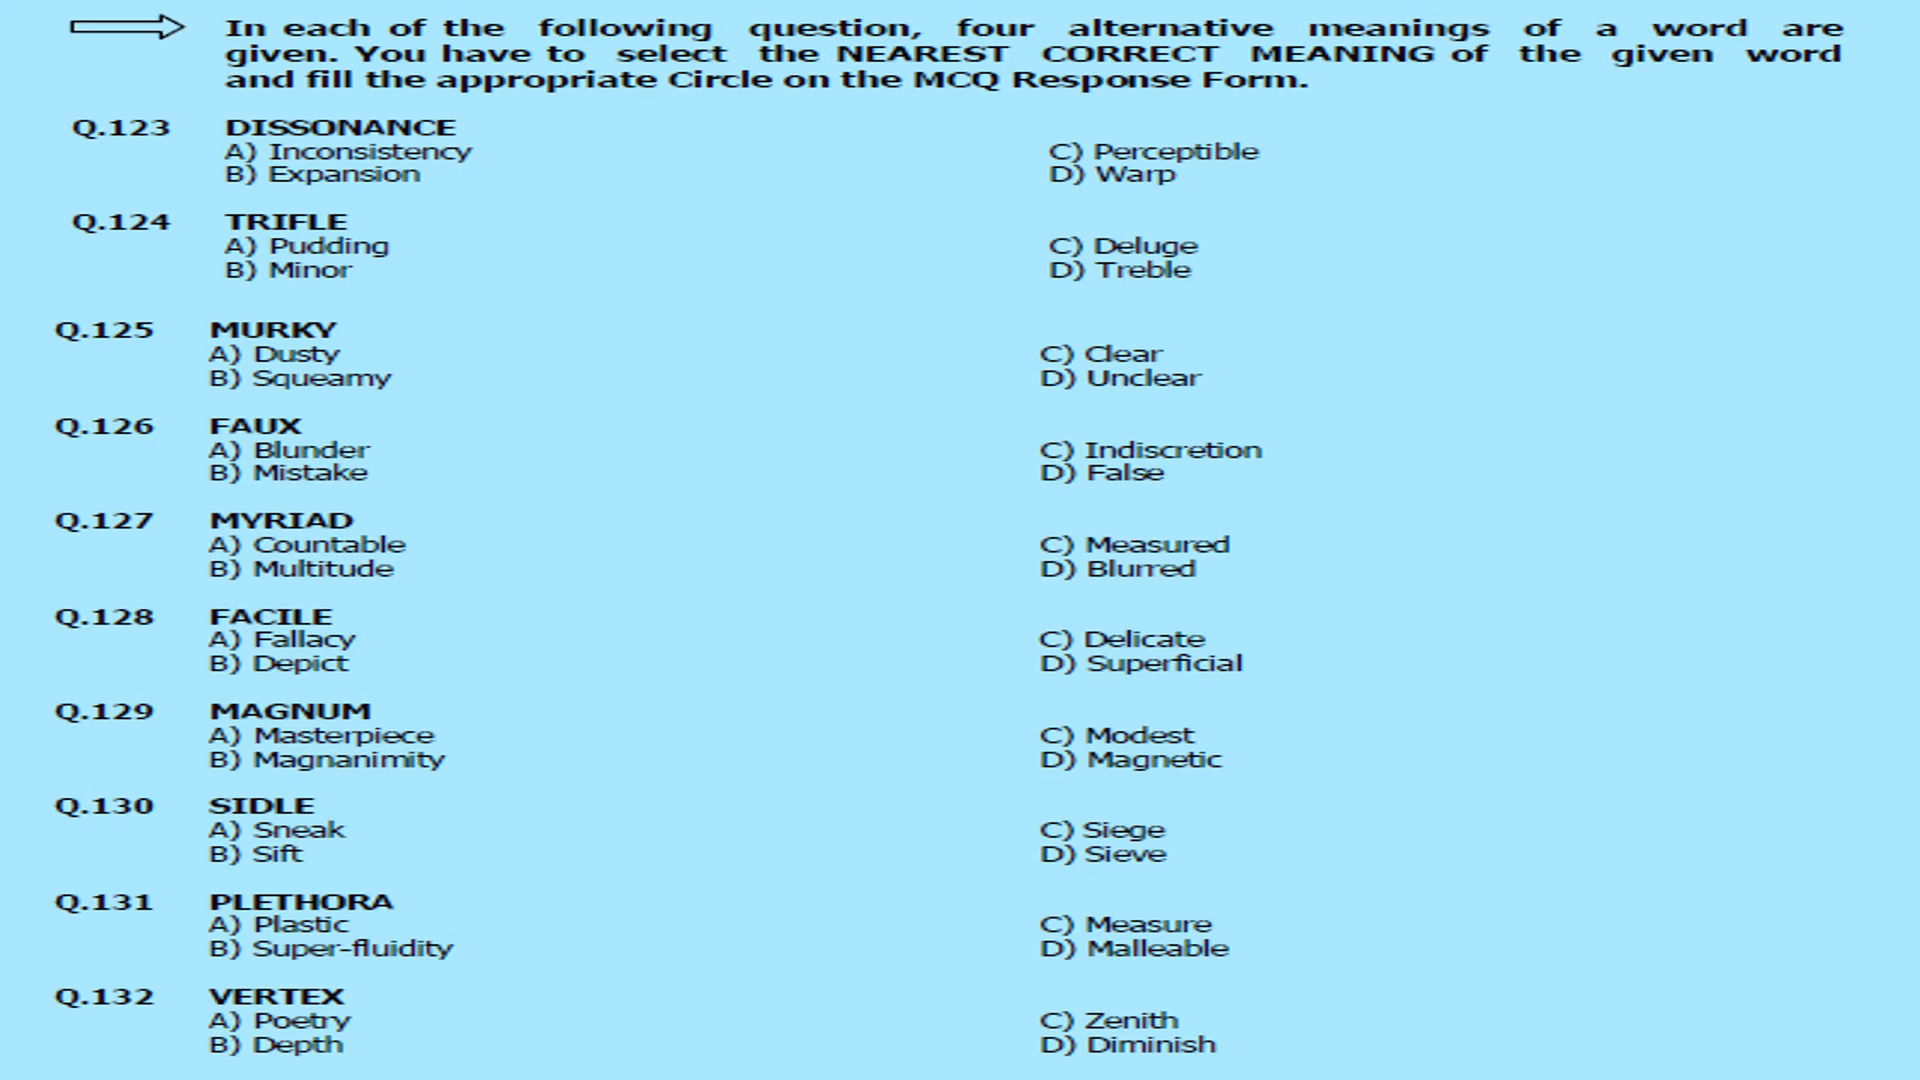 In each of the following question, four alternative meanings of a word are
given. You have to select the NEAREST CORRECT MEANING of the given word
and fill the appropriate Circle on the MCQ Response Form.
Q.123 DISSONANCE
A) Inconsistency C) Perceptible
B) Expansion D) Warp
Q.124 TRIFLE
A) Pudding C) Deluge
B) Minor D) Treble
Q.125 MURKY
A) Dusty C) Clear
B) Squeamy D) Unclear
Q.126 FAUX
A) Blunder C) Indiscretion
B) Mistake D) False
Q.127 MYRIAD
A) Countable C) Measured
B) Multitude D) Blurred
Q.128 FACILE
A) Fallacy C) Delicate
B) Depict D) Superficial
Q.129 MAGNUM
A) Masterpiece C) Modest
B) Magnanimity D) Magnetic
Q.130 SIDLE
A) Sneak C) Siege
B) Sift D) Sieve
Q.131 PLETHORA
A) Plastic C) Measure
B) Super-fluidity D) Malleable
Q.132 VERTEX
A) Poetry C) Zenith
B) Depth D) Diminish